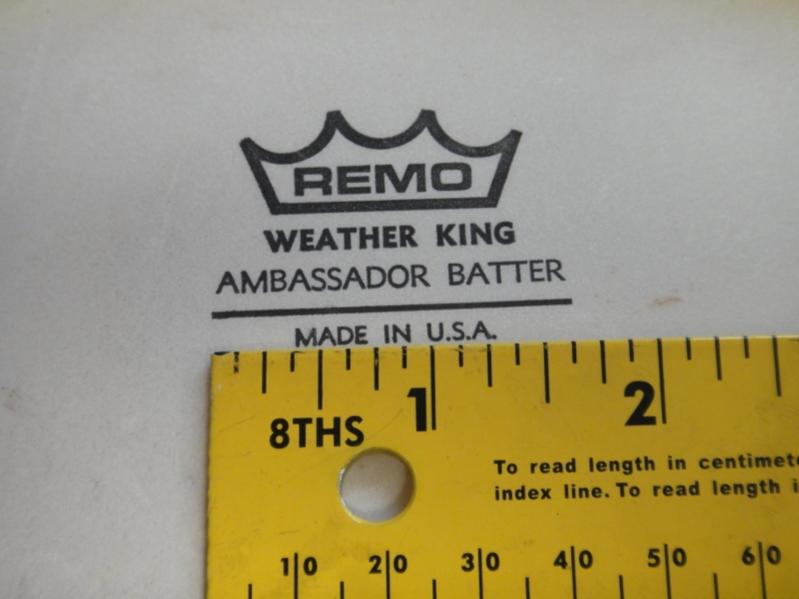 REMO
WEATHER KING
AMBASSADOR BATTER
MADE IN U.S.A.
1 2
8THS
To read length in
index line. To read length
10 20 30 40 50 60